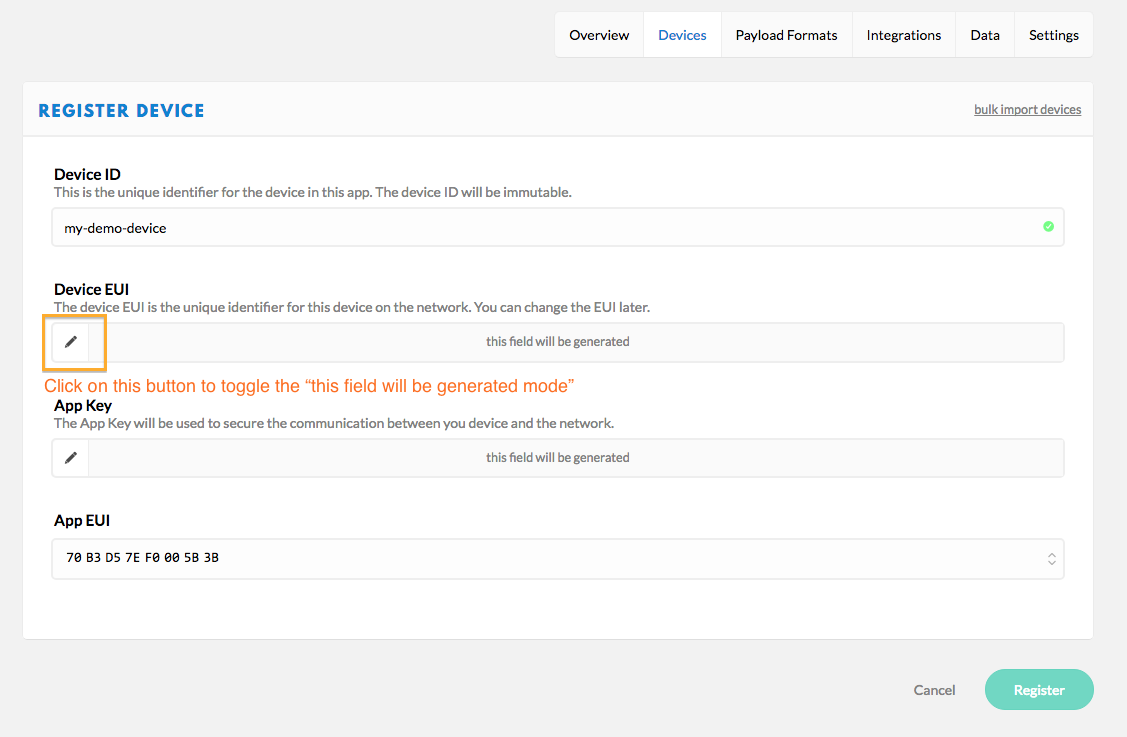 Overview Devices Payload Formats Integrations Data Settings
REGISTER DEVICE bulk import devices
Device ID
This is the unique identifier for the device in this app. The device ID will be immutable.
my-demo-device
Device EUI
The device EUI is the unique identifier for this device on the network. You can change the EUI later.
this field will be generated
Click on this button to toggle the “this field will be generated mode”
App Key
The App Key will be used to secure the communication between you device and the network.
this field will be generated
App EUI
70 B3 D5 7E F0 00 5B 3B
Cancel Register